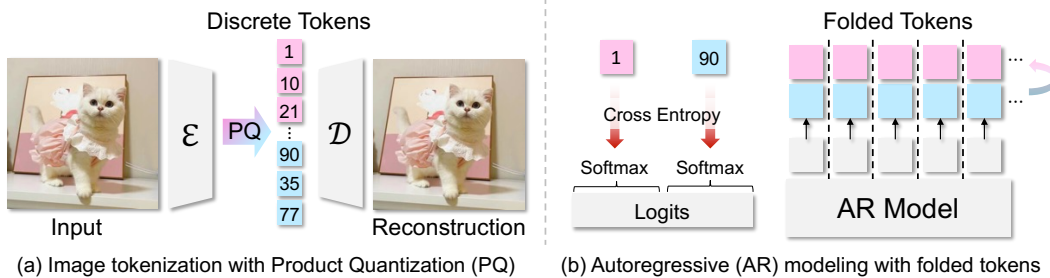 Discrete Tokens
1
10
21
⋮
90
35
77
ℰ
PQ
𝒟
Input
Reconstruction
(a) Image tokenization with Product Quantization (PQ)
Folded Tokens
1
90
Cross Entropy
Softmax
Softmax
Logits
...
...
AR Model
(b) Autoregressive (AR) modeling with folded tokens